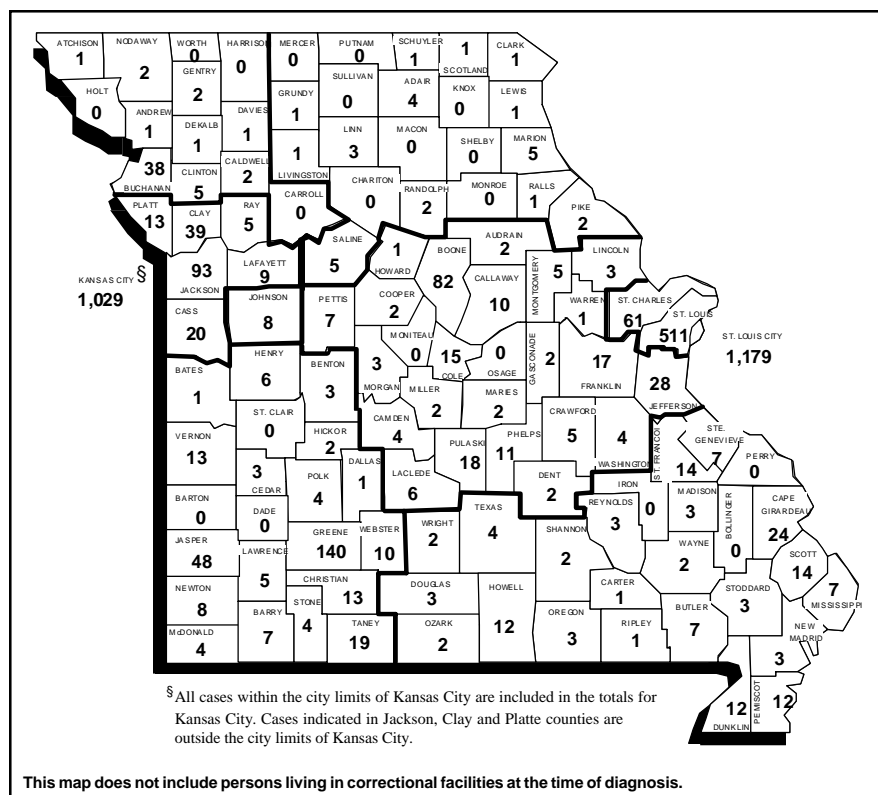 ATCHISON
1
NODAWAY
2
WORTH
0
HARRISON
0
MERCER
0
PUTNAM
0
SCHUYLER
1
1
SCOTLAND
CLARK
1
HOLT
0
GENTRY
2
ANDREW
1
DEKALB
1
DAVIES
1
GRUNDY
1
SULLIVAN
0
ADAIR
4
KNOX
0
LEWIS
1
LINN
3
MACON
0
SHELBY
0
MARION
5
38
BUCHANAN
CLINTON
5
CALDWELL
2
1
LIVINGSTON
CHARITON
0
RANDOLPH
2
MONROE
0
RALLS
1
PIKE
2
PLATT
13
CLAY
39
RAY
5
CARROLL
0
SALINE
5
1
HOWARD
BOONE
82
AUDRAIN
2
CALLAWAY
10
MONTGOMERY
5
LINCOLN
3
WARREN
1
ST. CHARLES
61
ST. LOUIS
511
KANSAS CITY §
1,029
93
JACKSON
LAFAYETT
9
ST. LOUIS CITY
1,179
CASS
20
JOHNSON
8
PETTIS
7
COOPER
2
MONITEAU
0
15
COLE
0
OSAGE
GASCONADE
2
17
FRANKLIN
28
JEFFERSON
BATES
1
HENRY
6
BENTON
3
3
MORGAN
MILLER
2
MARIES
2
ST. CLAIR
0
HICKOR
2
CAMDEN
4
PULASKI
18
PHELPS
11
CRAWFORD
5
4
WASHINGTON
ST. FRANCOI
14
STE.
GENEVIEVE
7
PERRY
0
VERNON
13
3
CEDAR
POLK
4
DALLAS
1
LACLEDE
6
DENT
2
IRON
0
REYNOLDS
3
MADISON
3
BOLLINGER
0
CAPE
GIRARDEAU
24
BARTON
0
DADE
0
GREENE
140
WEBSTER
10
WRIGHT
2
TEXAS
4
SHANNON
2
WAYNE
2
SCOTT
14
7
MISSISSIPPI
JASPER
48
LAWRENCE
5
CHRISTIAN
13
DOUGLAS
3
HOWELL
12
CARTER
1
STODDARD
3
NEWTON
8
BARRY
7
STONE
4
TANEY
19
OZARK
2
OREGON
3
RIPLEY
1
BUTLER
7
NEW
MADRID
3
McDONALD
4
12
DUNKLIN
PEMISCOT
12
§ All cases within the city limits of Kansas City are included in the totals for
Kansas City. Cases indicated in Jackson, Clay and Platte counties are
outside the city limits of Kansas City.
This map does not include persons living in correctional facilities at the time of diagnosis.